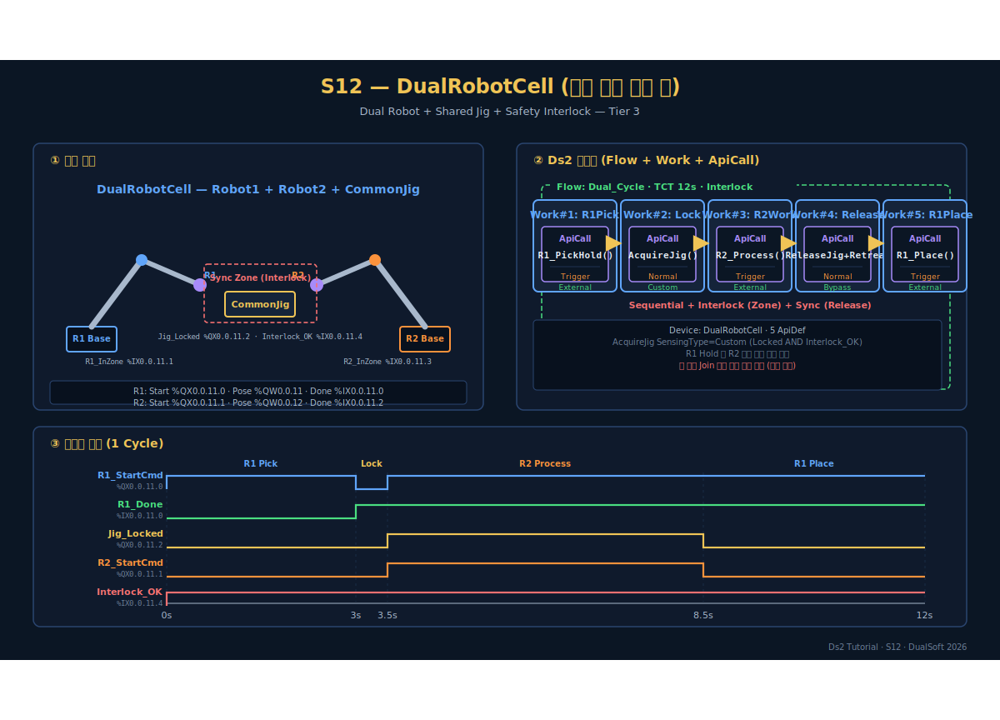 S12 — DualRobotCell (
Dual Robot + Shared Jig + Safety Interlock — Tier 3
①
DualRobotCell — Robot1 + Robot2 + CommonJig
R1
R2
Sync Zone (Interlock)
CommonJig
R1 Base
R2 Base
Jig_Locked %QX0.0.11.2 · Interlock_OK %IX0.0.11.4
R1_InZone %IX0.0.11.1
R2_InZone %IX0.0.11.3
R1: Start %QX0.0.11.0 · Pose %QW0.0.11 · Done %IX0.0.11.0
R2: Start %QX0.0.11.1 · Pose %QW0.0.12 · Done %IX0.0.11.2
② Ds2 (Flow + Work + ApiCall)
Flow: Dual_Cycle · TCT 12s · Interlock
Work#1: R1Pick
ApiCall
R1_PickHold()
Trigger
External
Work#2: Lock
ApiCall
AcquireJig()
Normal
Custom
Work#3: R2Work
ApiCall
R2_Process()
Trigger
External
Work#4: Release
ApiCall
ReleaseJig+Retreat
Normal
Bypass
Work#5: R1Place
ApiCall
R1_Place()
Trigger
External
Sequential + Interlock (Zone) + Sync (Release)
Device: DualRobotCell · 5 ApiDef
AcquireJig SensingType=Custom (Locked AND Interlock_OK)
R1 Hold R2
Join
③ (1 Cycle)
R1 Pick Lock R2 Process R1 Place
R1_StartCmd
%QX0.0.11.0
R1_Done
%IX0.0.11.0
Jig_Locked
%QX0.0.11.2
R2_StartCmd
%QX0.0.11.1
Interlock_OK
%IX0.0.11.4
0s 3s 3.5s 8.5s 12s
Ds2 Tutorial · S12 · DualSoft 2026